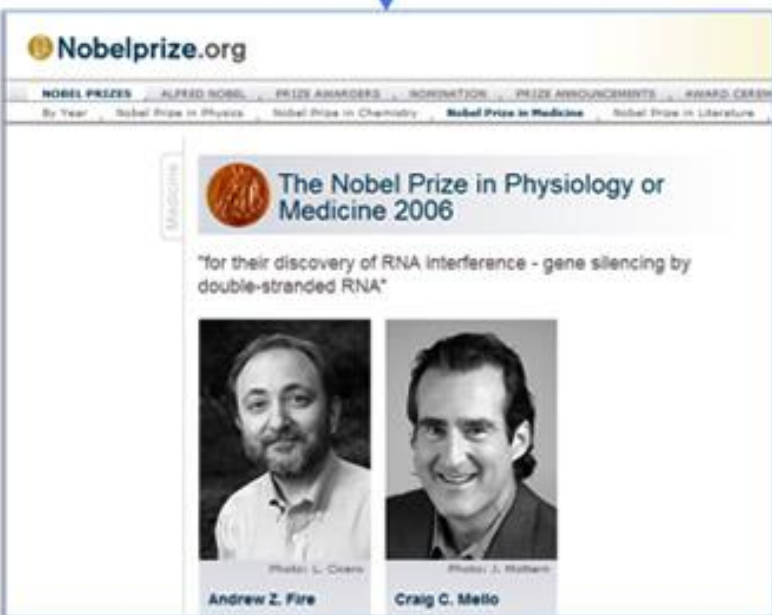 Nobelprize.org
NOBEL PRIZES ALFRED NOBEL PRIZE AWARDERS NOMINATION PRIZE ANNOUNCEMENTS AWARD CEREM
By Year Nobel Prize in Physics Nobel Prize in Chemistry Nobel Prize in Medicine Nobel Prize in Literature
Medicine
The Nobel Prize in Physiology or
Medicine 2006
"for their discovery of RNA interference - gene silencing by
double-stranded RNA"
Photo: L. Cicero Photo: J. Mottern
Andrew Z. Fire Craig C. Mello